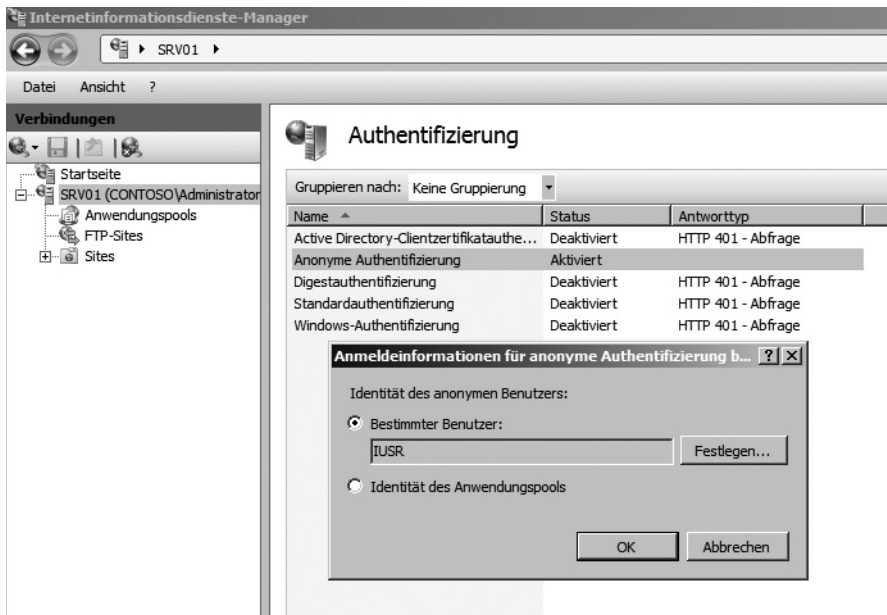 Internetinformationsdienste-Manager
SRV01
Datei Ansicht ?
Verbindungen
Startseite
SRV01 (CONTOSO\Administrator
Anwendungspools
FTP-Sites
Sites
Authentifizierung
Gruppieren nach: Keine Gruppierung
Name Status Antworttyp
Active Directory-Clientzertifikatauthe... Deaktiviert HTTP 401 - Abfrage
Anonyme Authentifizierung Aktiviert
Digestauthentifizierung Deaktiviert HTTP 401 - Abfrage
Standardauthentifizierung Deaktiviert HTTP 401 - Abfrage
Windows-Authentifizierung Deaktiviert HTTP 401 - Abfrage
Anmeldeinformationen für anonyme Authentifizierung b... ? X
Identität des anonymen Benutzers:
Bestimmter Benutzer:
IUSR Festlegen...
Identität des Anwendungspools
OK Abbrechen